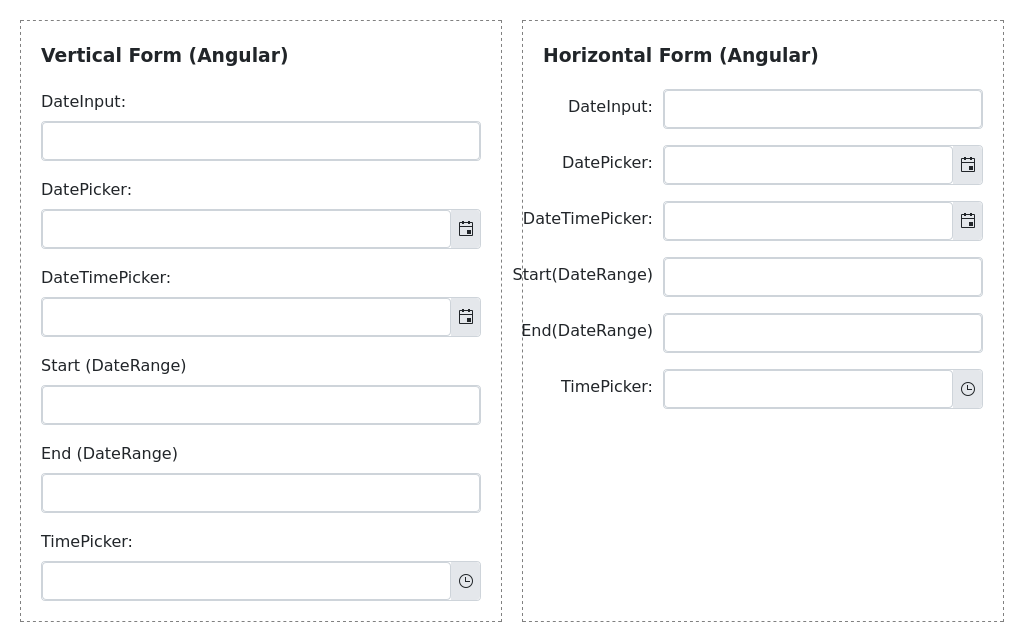 Vertical Form (Angular)
DateInput:
DatePicker:
DateTimePicker:
Start (DateRange)
End (DateRange)
TimePicker:
Horizontal Form (Angular)
DateInput:
DatePicker:
DateTimePicker:
Start(DateRange)
End(DateRange)
TimePicker: